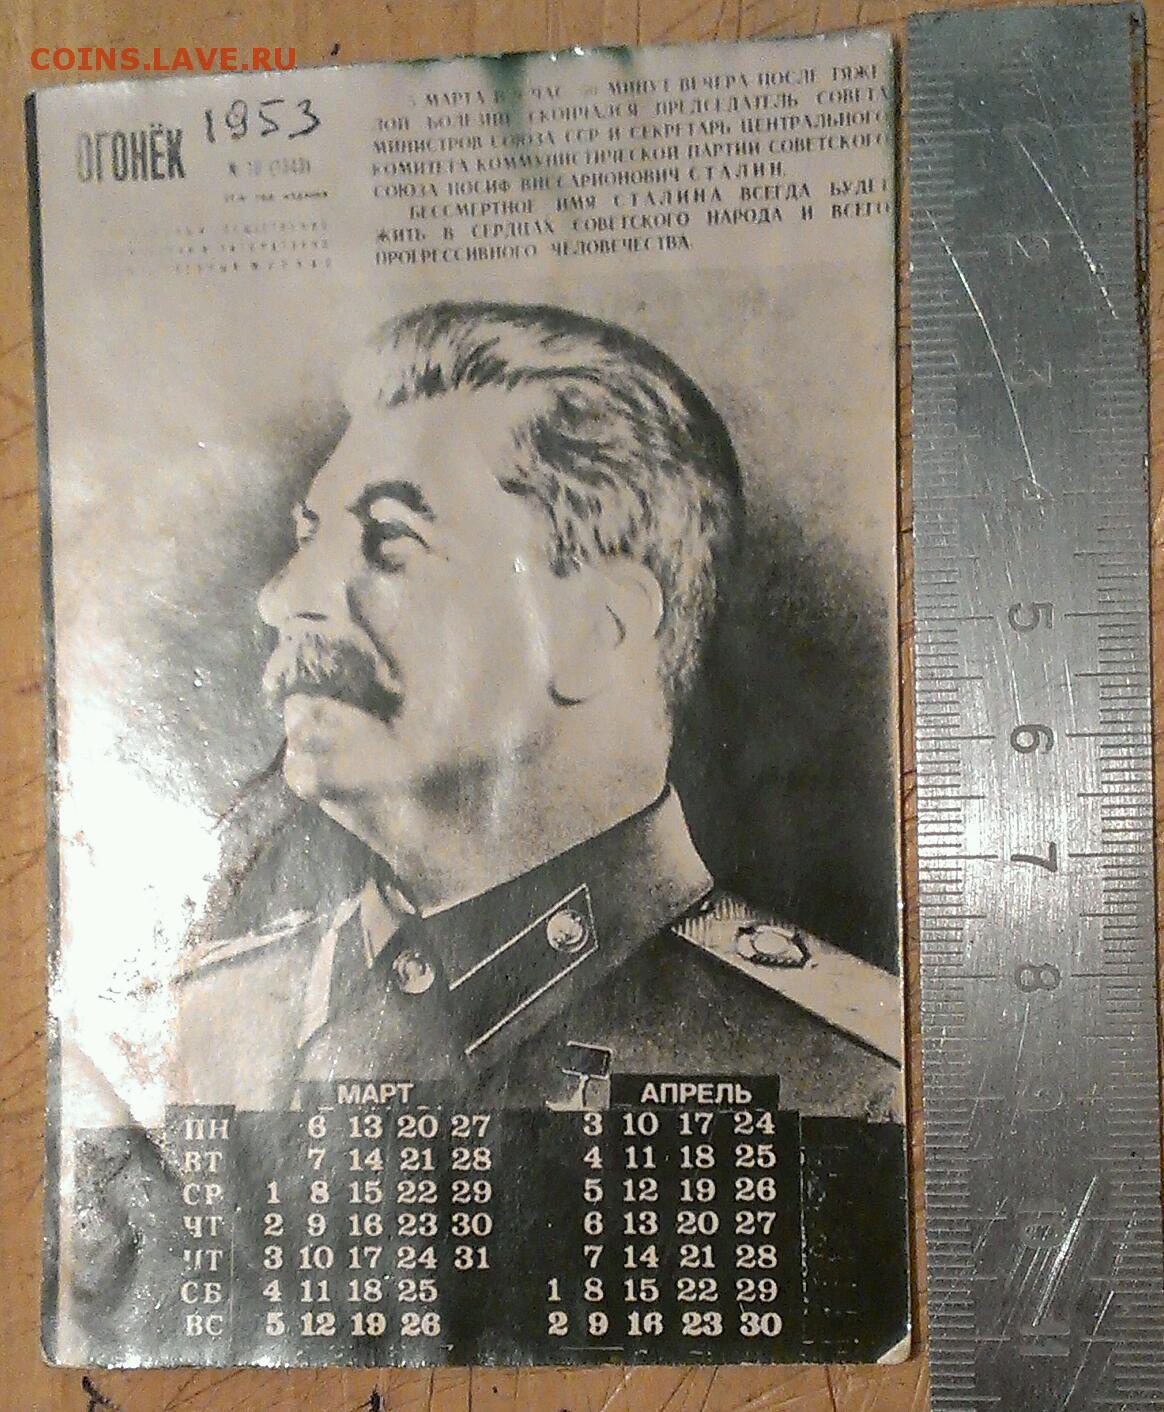 COINS.LAVE.RU
1953
ОГОНЁК
МАРТА ЧАС МИНУТ ВЕЧЕРА ПОСЛЕ ТЯЖЕ
ЛОЙ БОЛЕЗНИ СКОНЧАЛСЯ ПРЕДСЕДАТЕЛЬ СОВЕТА
МИНИСТРОВ СОЮЗА ССР И СЕКРЕТАРЬ ЦЕНТРАЛЬНОГО
КОМИТЕТА КОММУНИСТИЧЕСКОЙ ПАРТИИ СОВЕТСКОГО
СОЮЗА ИОСИФ ВИССАРИОНОВИЧ СТАЛИН.
БЕССМЕРТНОЕ ИМЯ СТАЛИНА ВСЕГДА БУДЕТ
ЖИТЬ В СЕРДЦАХ СОВЕТСКОГО НАРОДА И ВСЕГО
ПРОГРЕССИВНОГО ЧЕЛОВЕЧЕСТВА.
МАРТ АПРЕЛЬ
ПН 6 13 20 27 3 10 17 24
ВТ 7 14 21 28 4 11 18 25
СР 1 8 15 22 29 5 12 19 26
ЧТ 2 9 16 23 30 6 13 20 27
ПТ 3 10 17 24 31 7 14 21 28
СБ 4 11 18 25 1 8 15 22 29
ВС 5 12 19 26 2 9 16 23 30
1
2
3
4
5
6
7
8
9
10
11